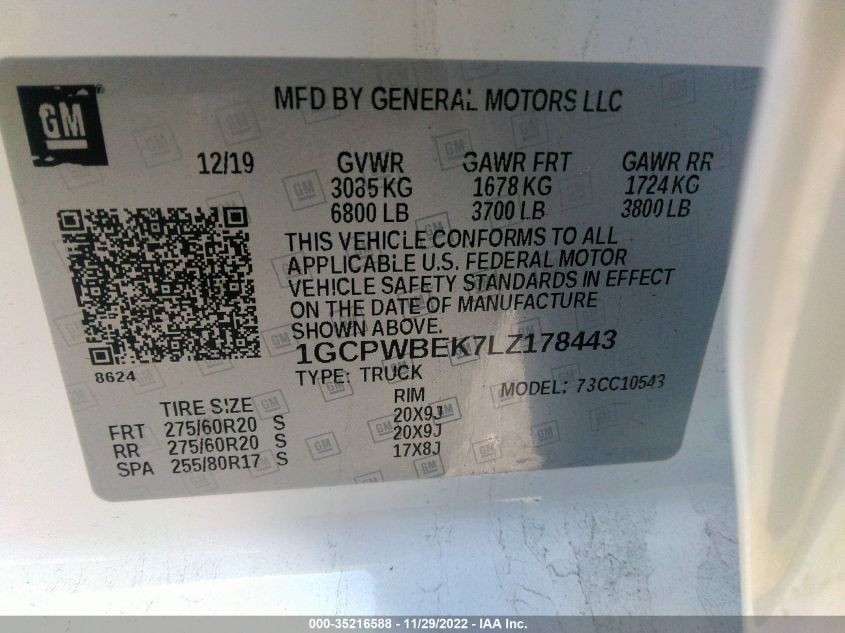 GM
MFD BY GENERAL MOTORS LLC
12/19 GVWR GAWR FRT GAWR RR
3085 KG 1678 KG 1724 KG
6800 LB 3700 LB 3800 LB
THIS VEHICLE CONFORMS TO ALL
APPLICABLE U.S. FEDERAL MOTOR
VEHICLE SAFETY STANDARDS IN EFFECT
ON THE DATE OF MANUFACTURE
SHOWN ABOVE.
1GCPWBEK7LZ178443
8624
TYPE: TRUCK MODEL: 73CC10543
TIRE SIZE RIM
FRT 275/60R20 S 20X9J
RR 275/60R20 S 20X9J
SPA 255/80R17 S 17X8J
000-35216588 - 11/29/2022 - IAA Inc.